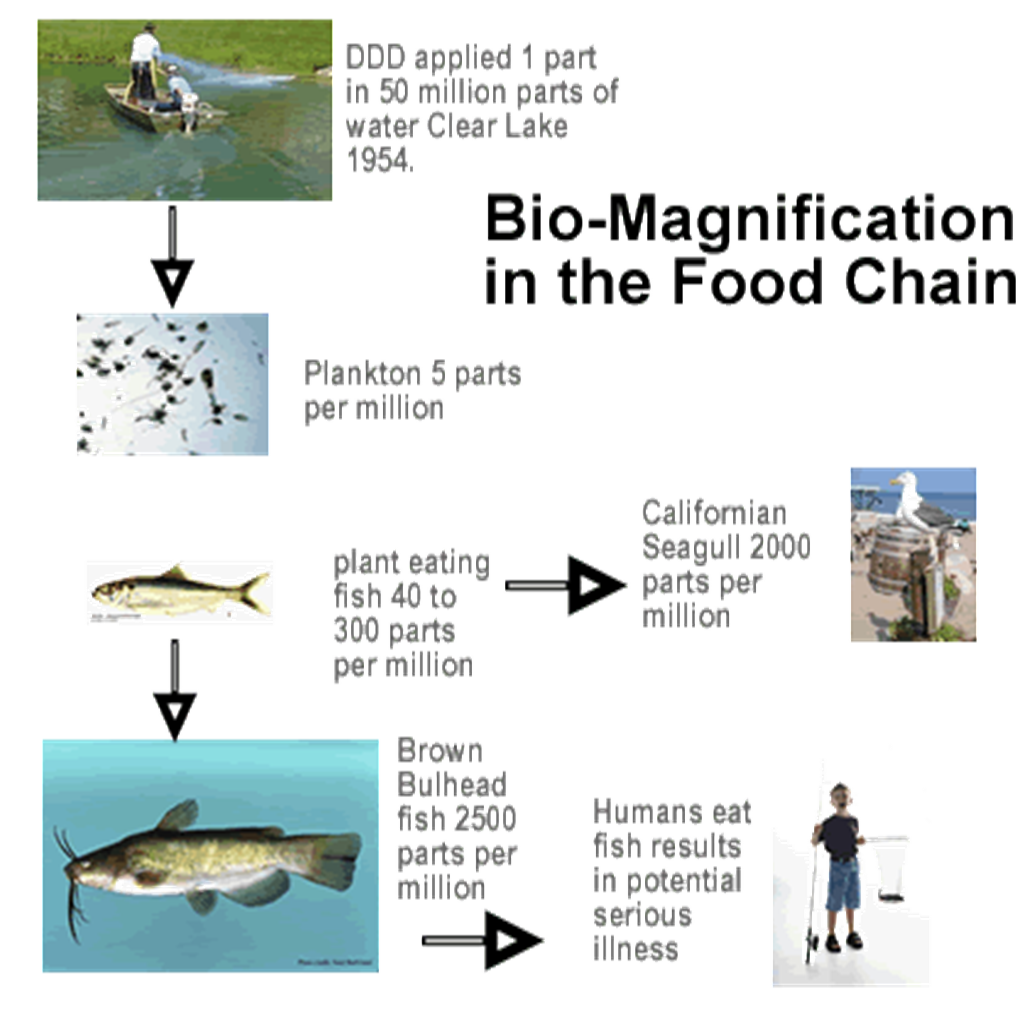 DDD applied 1 part
in 50 million parts of
water Clear Lake
1954.
Bio-Magnification
in the Food Chain
Plankton 5 parts
per million
plant eating
fish 40 to
300 parts
per million
Californian
Seagull 2000
parts per
million
Brown
Bulhead
fish 2500
parts per
million
Humans eat
fish results
in potential
serious
illness